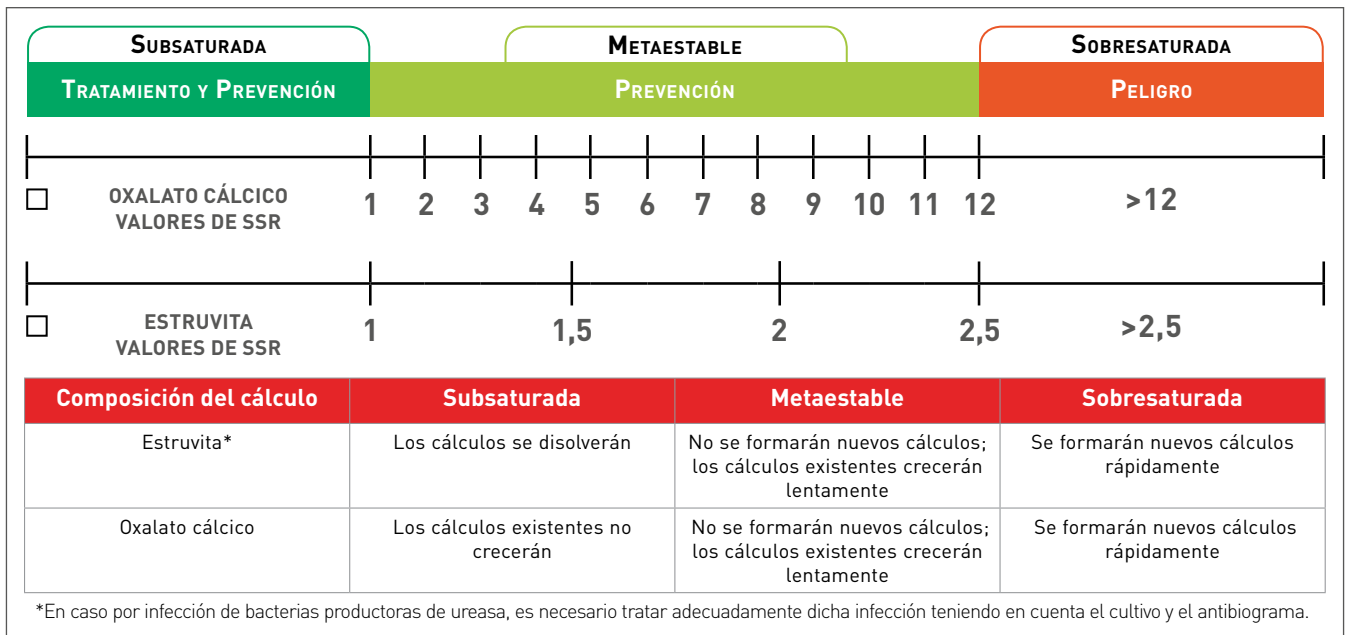 SUBSATURADA
METAESTABLE
SOBRESATURADA
TRATAMIENTO Y PREVENCIÓN
PREVENCIÓN
PELIGRO
OXALATO CÁLCICO
VALORES DE SSR
1 2 3 4 5 6 7 8 9 10 11 12 >12
ESTRUVITA
VALORES DE SSR
1 1,5 2 2,5 >2,5
Composición del cálculo Subsaturada Metaestable Sobresaturada
Estruvita*
Los cálculos se disolverán
No se formarán nuevos cálculos;
los cálculos existentes crecerán
lentamente
Se formarán nuevos cálculos
rápidamente
Oxalato cálcico
Los cálculos existentes no
crecerán
No se formarán nuevos cálculos;
los cálculos existentes crecerán
lentamente
Se formarán nuevos cálculos
rápidamente
*En caso por infección de bacterias productoras de ureasa, es necesario tratar adecuadamente dicha infección teniendo en cuenta el cultivo y el antibiograma.